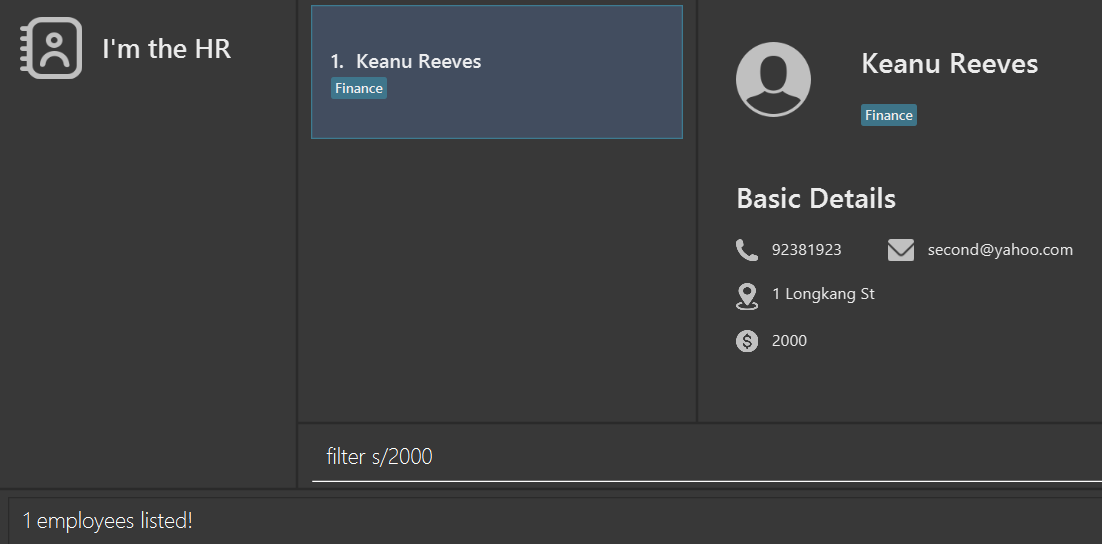 I'm the HR
1. Keanu Reeves
Finance
Keanu Reeves
Finance
Basic Details
92381923
second@yahoo.com
1 Longkang St
2000
filter s/2000
1 employees listed!